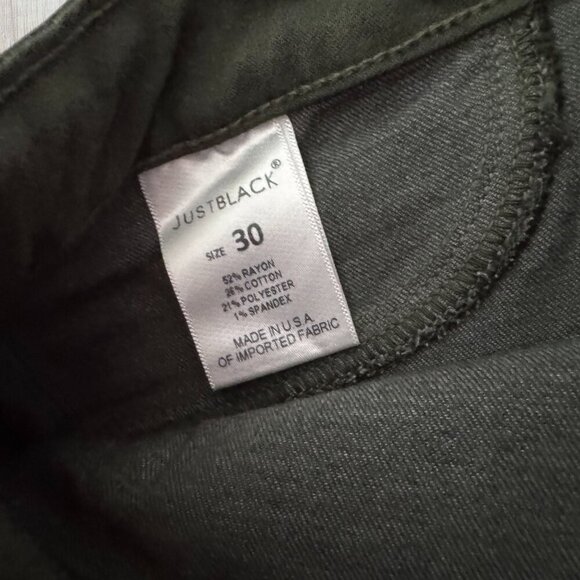 JUSTBLACK®
SIZE 30
52% RAYON
26% COTTON
21% POLYESTER
1% SPANDEX
MADE IN U.S.A.
OF IMPORTED FABRIC